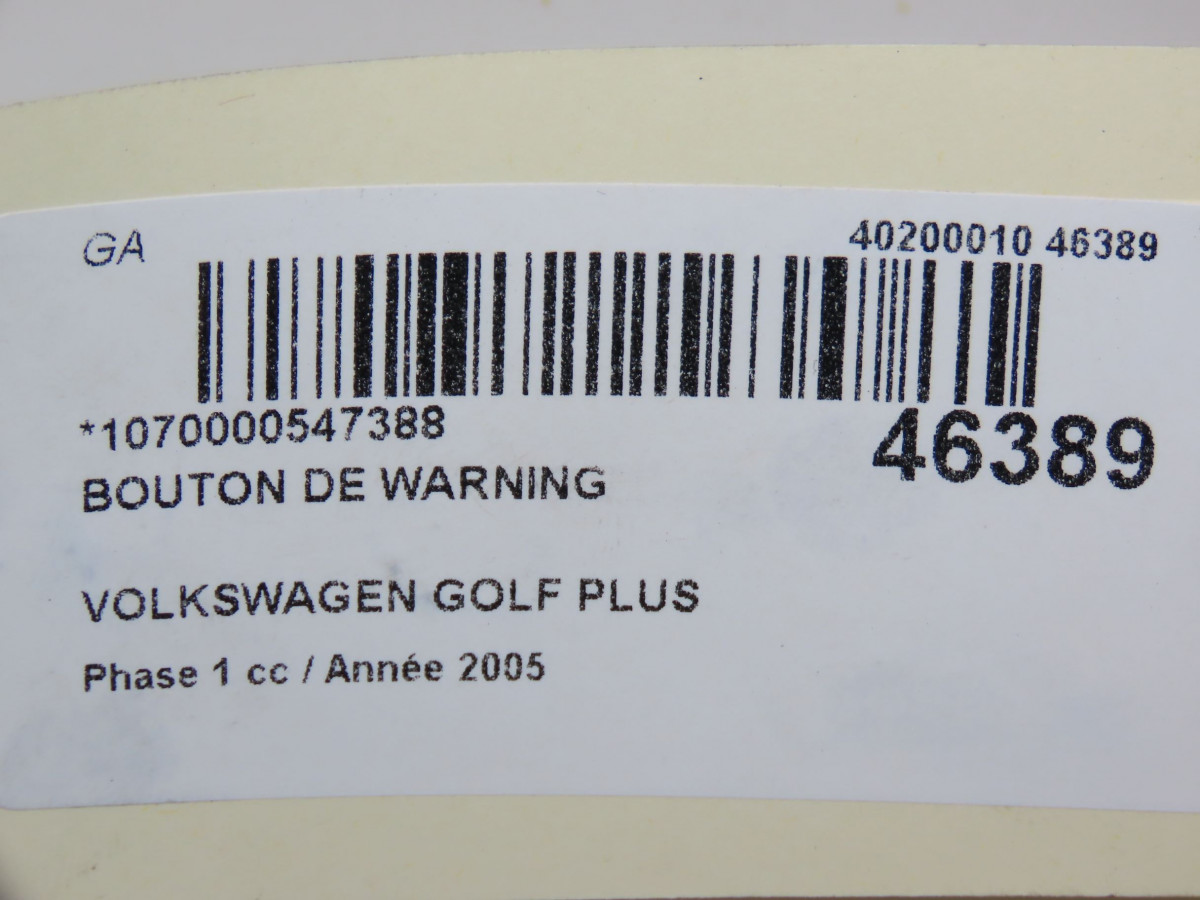 GA
40200010 46389
*1070000547388
46389
BOUTON DE WARNING
VOLKSWAGEN GOLF PLUS
Phase 1 cc / Année 2005